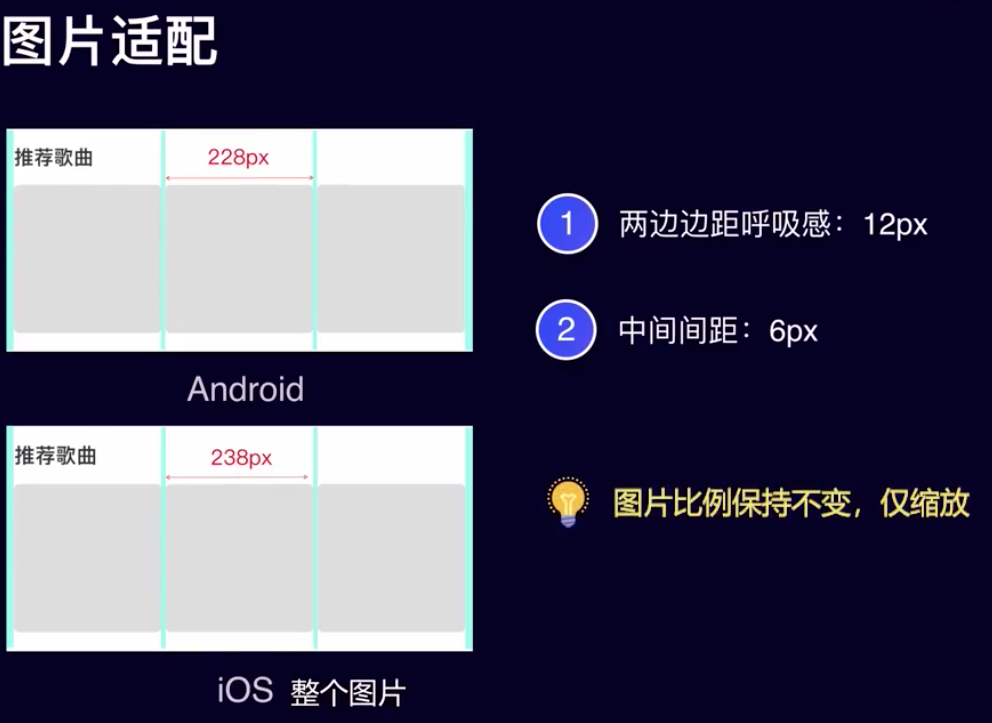 图片适配
推荐歌曲
228px
Android
推荐歌曲
238px
iOS 整个图片
1 两边边距呼吸感：12px
2 中间间距：6px
图片比例保持不变，仅缩放